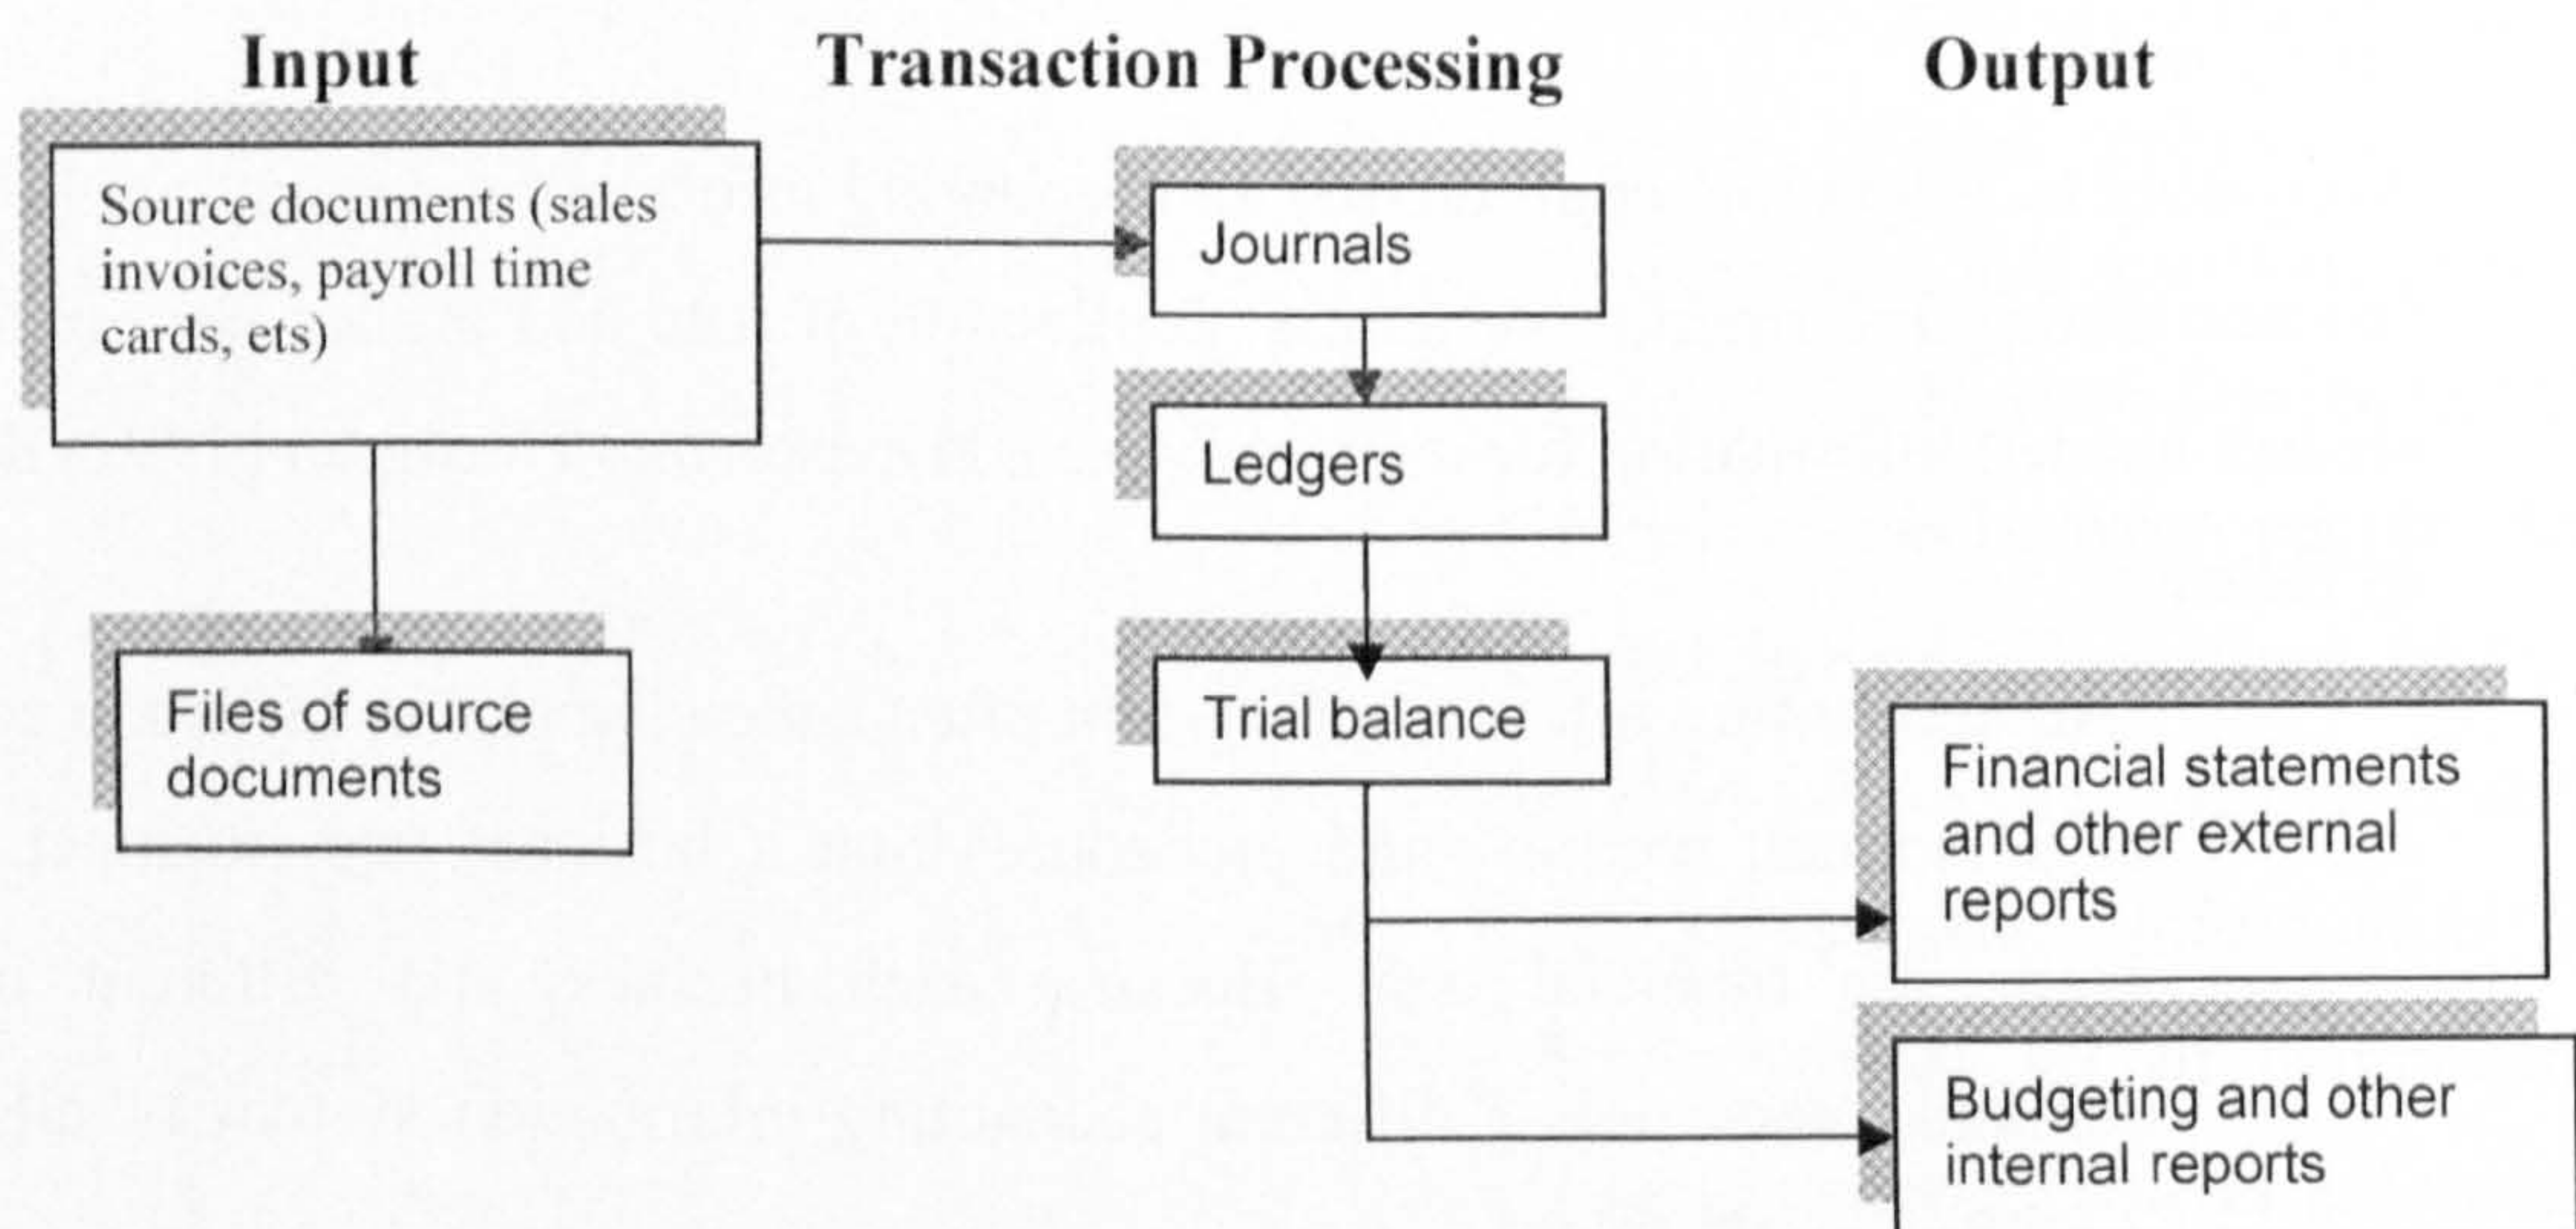 Input
Transaction Processing
Output
Source documents (sales
invoices, payroll time
cards, ets)
Journals
Ledgers
Files of source
documents
Trial balance
Financial statements
and other external
reports
Budgeting and other
internal reports